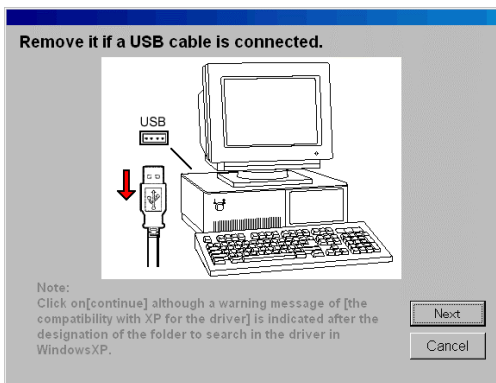 Remove it if a USB cable is connected.
USB
Note:
Click on[continue] although a warning message of [the
compatibility with XP for the driver] is indicated after the
designation of the folder to search in the driver in
WindowsXP.
Next
Cancel